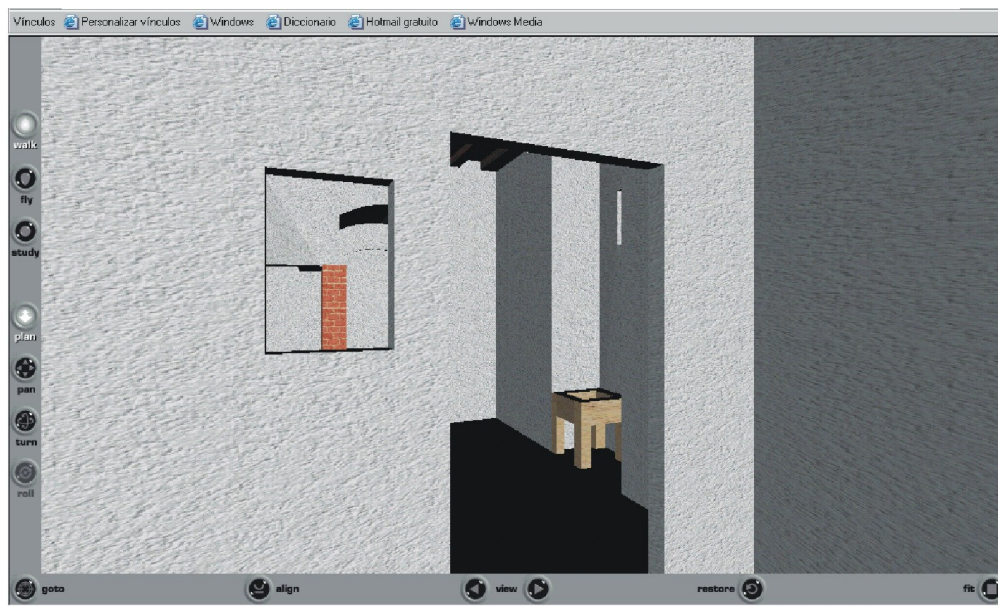 Vínculos Personalizar vínculos Windows Diccionario Hotmail gratuito Windows Media
walk
fly
study
plan
pan
turn
roll
goto align view restore fit